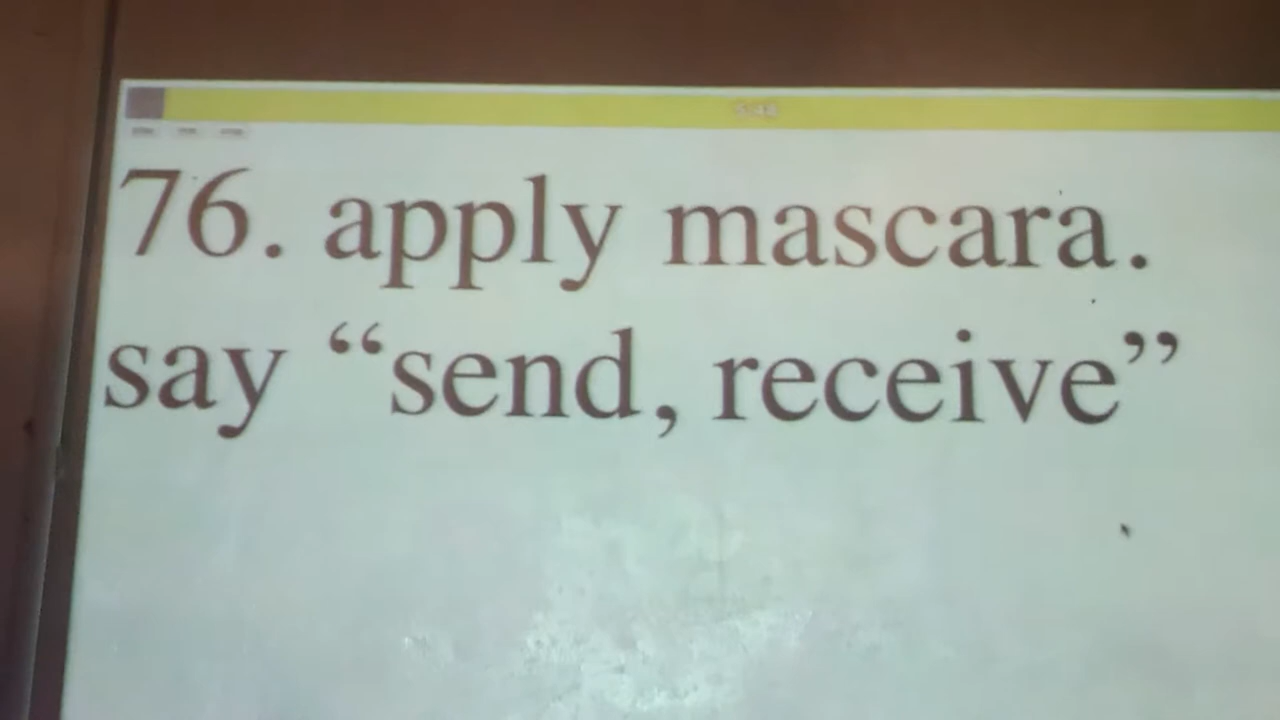 76. apply mascara.
say “send, receive”